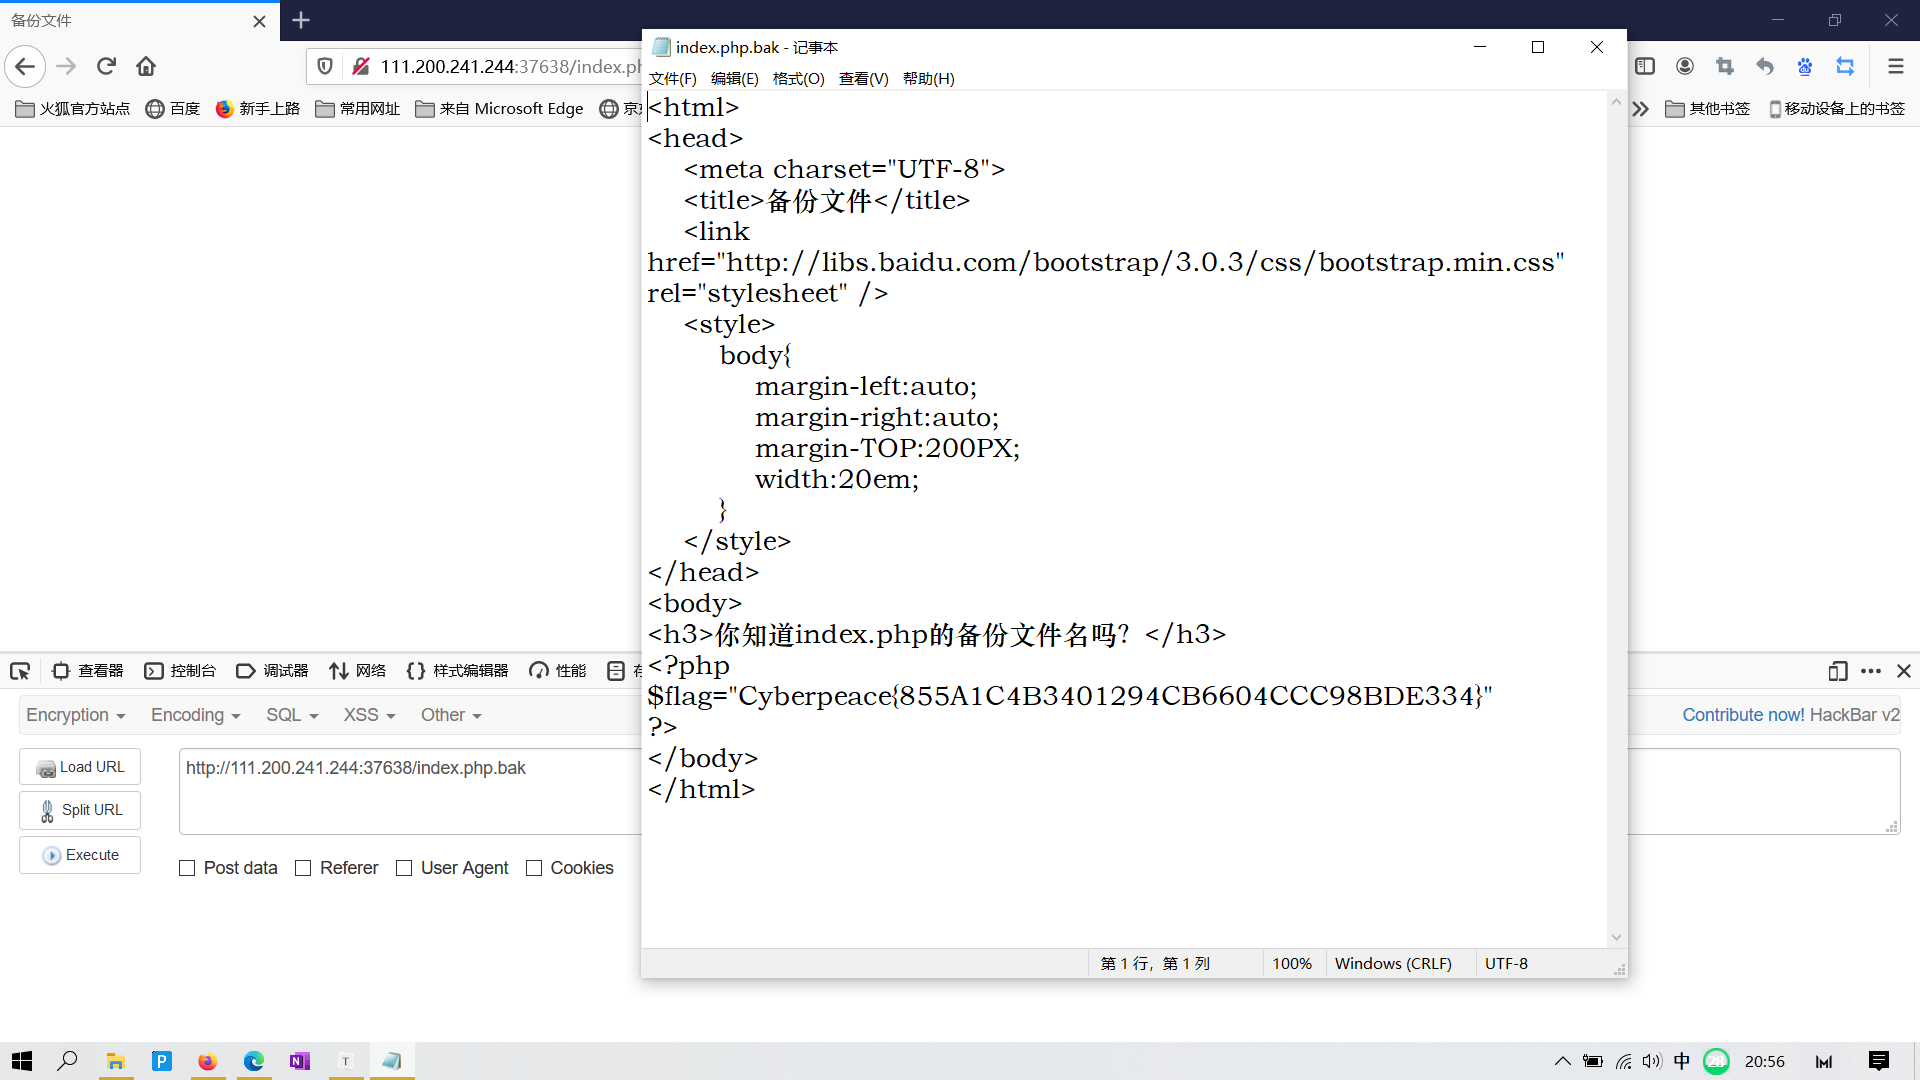 备份文件
111.200.241.244:37638/index.ph
火狐官方站点 百度 新手上路 常用网址 来自 Microsoft Edge 其他书签 移动设备上的书签
index.php.bak - 记事本
文件(F) 编辑(E) 格式(O) 查看(V) 帮助(H)
<html>
<head>
<meta charset="UTF-8">
<title>备份文件</title>
<link
href="http://libs.baidu.com/bootstrap/3.0.3/css/bootstrap.min.css"
rel="stylesheet" />
<style>
body{
margin-left:auto;
margin-right:auto;
margin-TOP:200PX;
width:20em;
}
</style>
</head>
<body>
<h3>你知道index.php的备份文件名吗？</h3>
<?php
$flag="Cyberpeace{855A1C4B3401294CB6604CCC98BDE334}"
?>
</body>
</html>
第 1 行，第 1 列 100% Windows (CRLF) UTF-8
查看器 控制台 调试器 网络 样式编辑器 性能
Encryption Encoding SQL XSS Other Contribute now! HackBar v2
Load URL
Split URL
Execute
http://111.200.241.244:37638/index.php.bak
Post data Referer User Agent Cookies
中 28 20:56